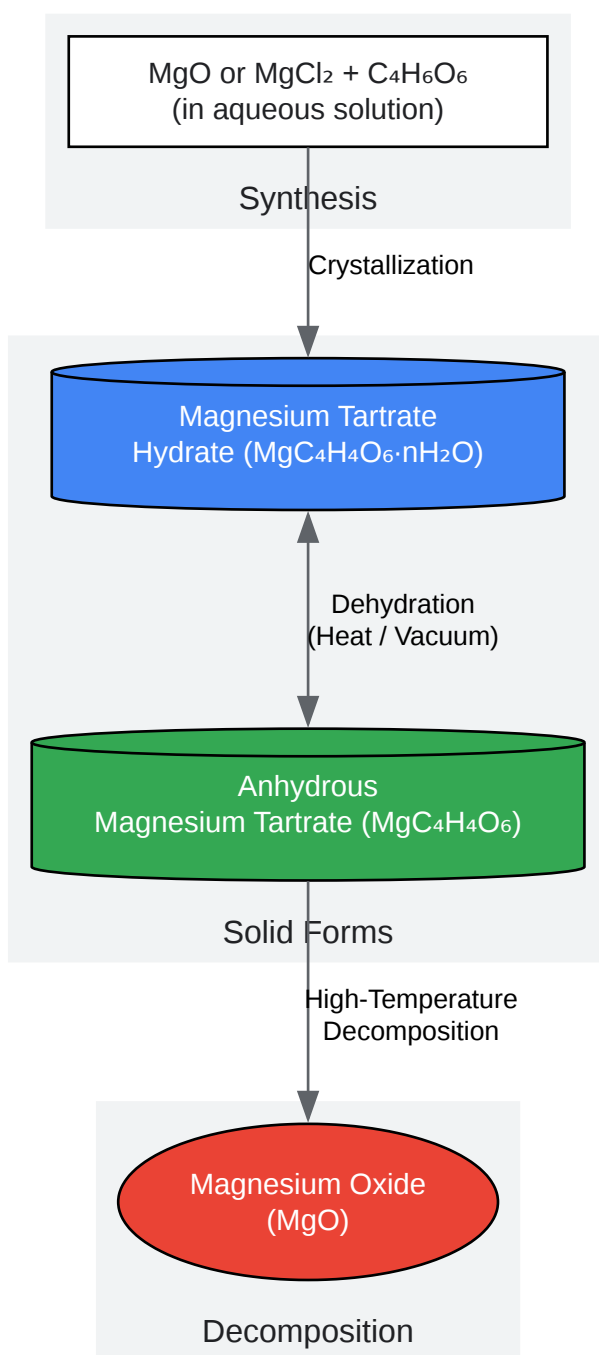 MgO or MgCl₂ + C₄H₆O₆
(in aqueous solution)
Synthesis
Crystallization
Magnesium Tartrate
Hydrate (MgC₄H₄O₆·nH₂O)
Dehydration
(Heat / Vacuum)
Anhydrous
Magnesium Tartrate (MgC₄H₄O₆)
Solid Forms
High-Temperature
Decomposition
Magnesium Oxide
(MgO)
Decomposition